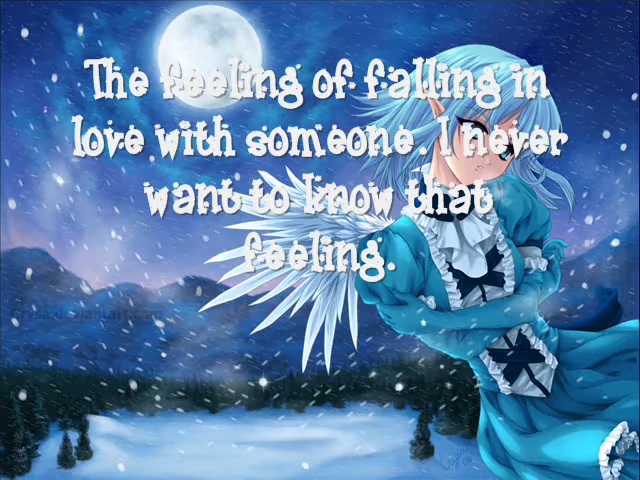 The feeling of falling in
love with someone. I never
want to know that
feeling.